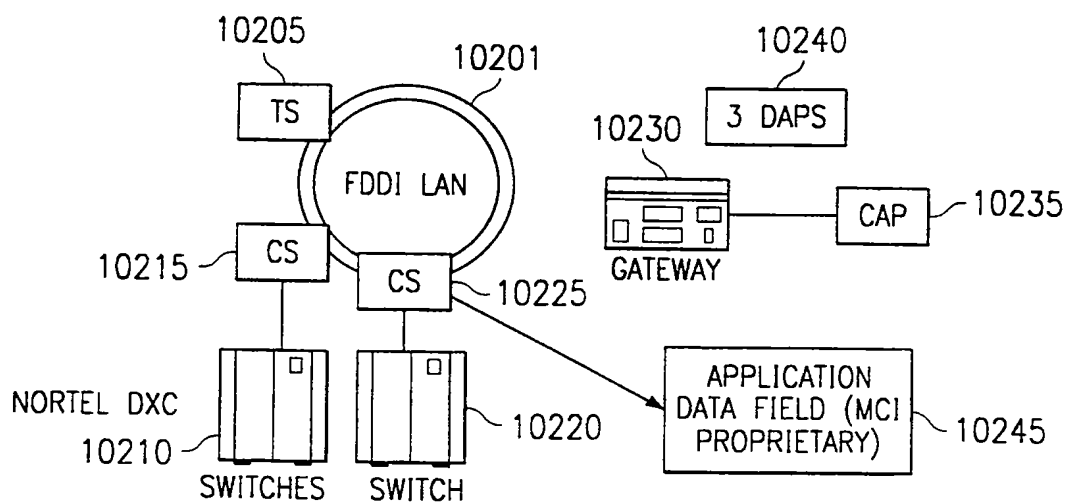 10205
10201
10240
TS
3 DAPS
10230
FDDI LAN
CAP
10235
CS
10215
GATEWAY
CS
10225
NORTEL DXC
10210
10220
APPLICATION
DATA FIELD (MCI
PROPRIETARY)
10245
SWITCHES
SWITCH